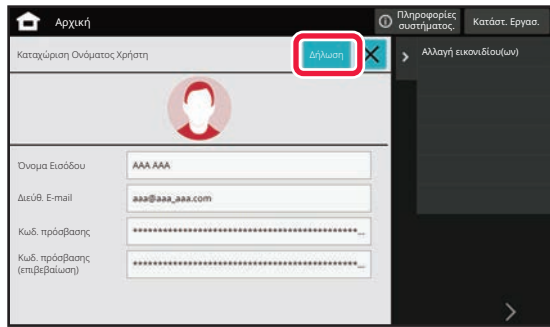 Αρχική
Πληροφορίες
συστήματος.
Κατάστ. Εργασ.
Καταχώριση Ονόματος Χρήστη
Δήλωση
Αλλαγή εικονιδίου(ων)
Όνομα Εισόδου
AAA AAA
Διεύθ. E-mail
aaa@aaa_aaa.com
Κωδ. πρόσβασης
Κωδ. πρόσβασης
(επιβεβαίωση)